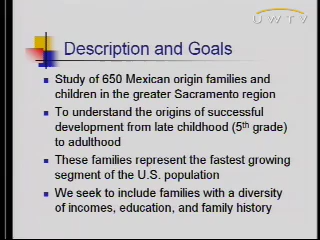 UWTV
Description and Goals
Study of 650 Mexican origin families and
children in the greater Sacramento region
To understand the origins of successful
development from late childhood (5th grade)
to adulthood
These families represent the fastest growing
segment of the U.S. population
We seek to include families with a diversity
of incomes, education, and family history